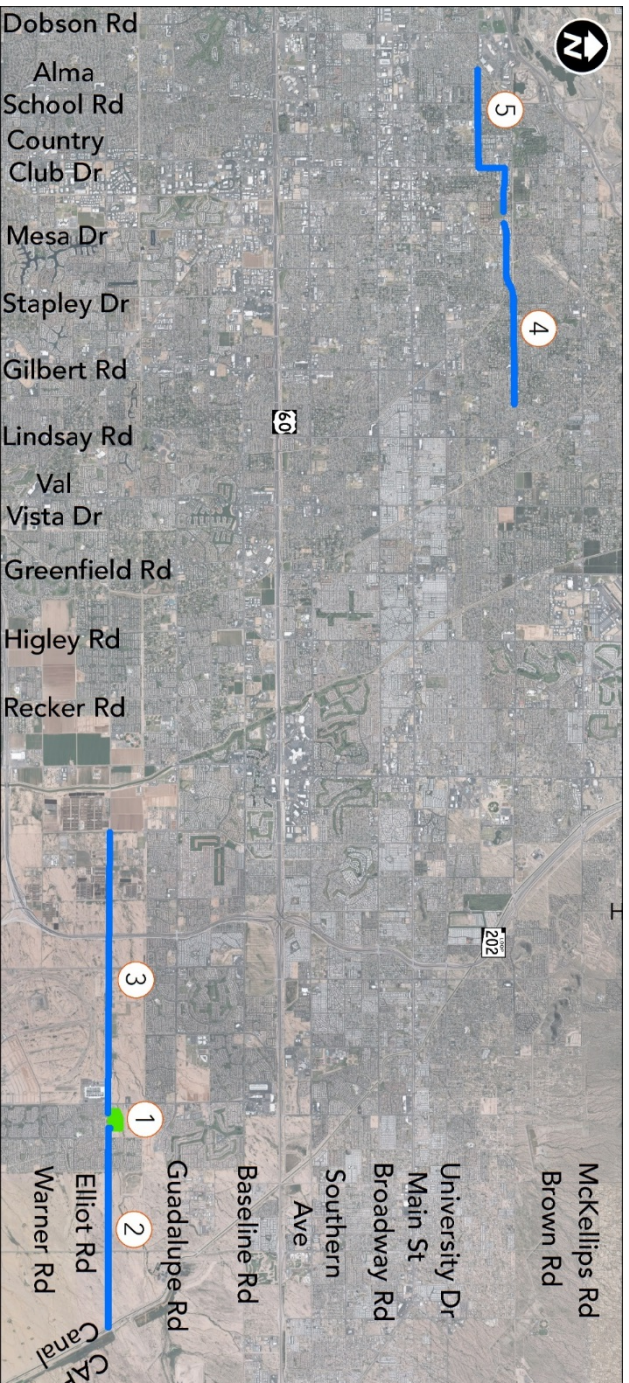 N
Dobson Rd
Alma
School Rd
Country
Club Dr
Mesa Dr
Stapley Dr
Gilbert Rd
Lindsay Rd
Val
Vista Dr
Greenfield Rd
Higley Rd
Recker Rd
5
4
60
LOOP
202
3
1
2
McKellips Rd
Brown Rd
University Dr
Main St
Broadway Rd
Southern
Ave
Baseline Rd
Guadalupe Rd
Elliot Rd
Warner Rd
CAP
Canal